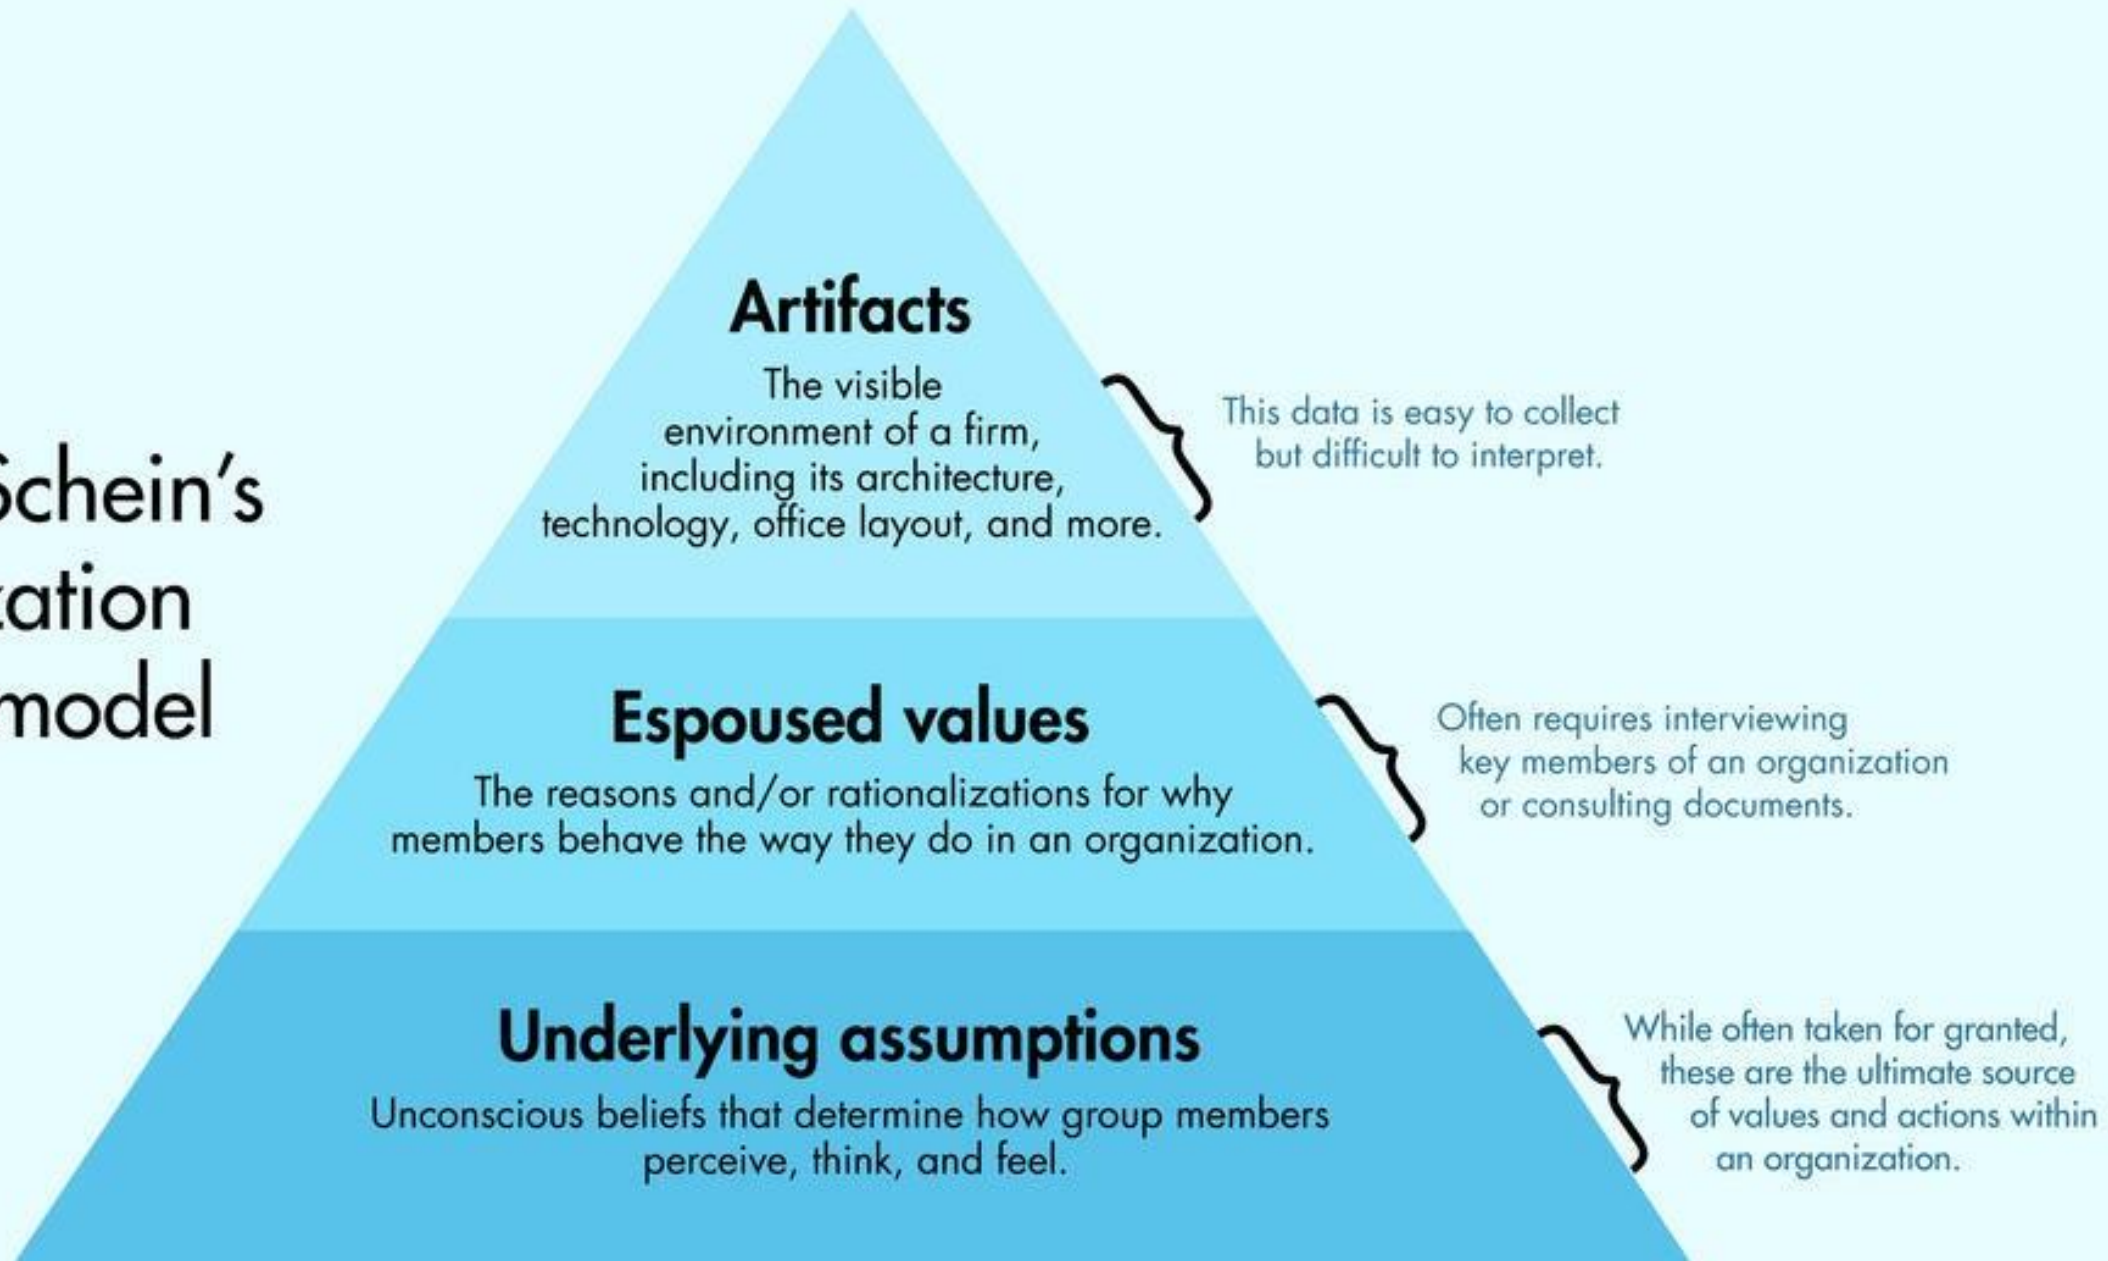 Schein's
zation
model
Artifacts
The visible
environment of a firm,
including its architecture,
technology, office layout, and more.
This data is easy to collect
but difficult to interpret.
Espoused values
The reasons and/or rationalizations for why
members behave the way they do in an organization.
Often requires interviewing
key members of an organization
or consulting documents.
Underlying assumptions
Unconscious beliefs that determine how group members
perceive, think, and feel.
While often taken for granted,
these are the ultimate source
of values and actions within
an organization.